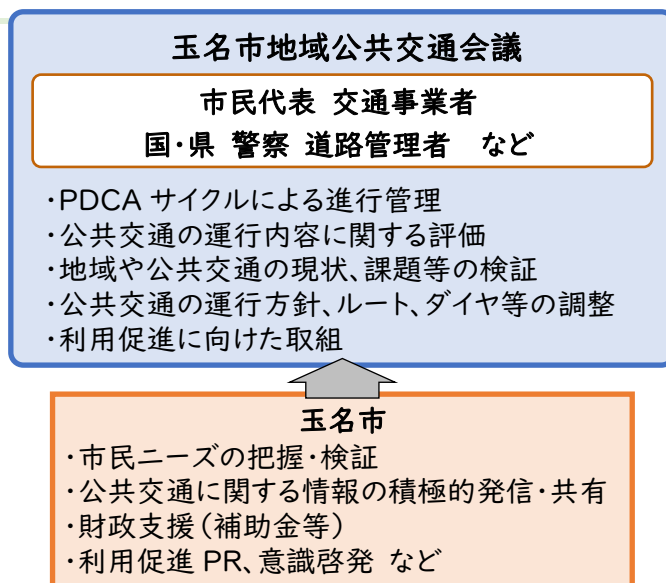 玉名市地域公共交通会議
市民代表 交通事業者
国・県 警察 道路管理者 など
・PDCA サイクルによる進行管理
・公共交通の運行内容に関する評価
・地域や公共交通の現状、課題等の検証
・公共交通の運行方針、ルート、ダイヤ等の調整
・利用促進に向けた取組
玉名市
・市民ニーズの把握・検証
・公共交通に関する情報の積極的発信・共有
・財政支援（補助金等）
・利用促進 PR、意識啓発 など